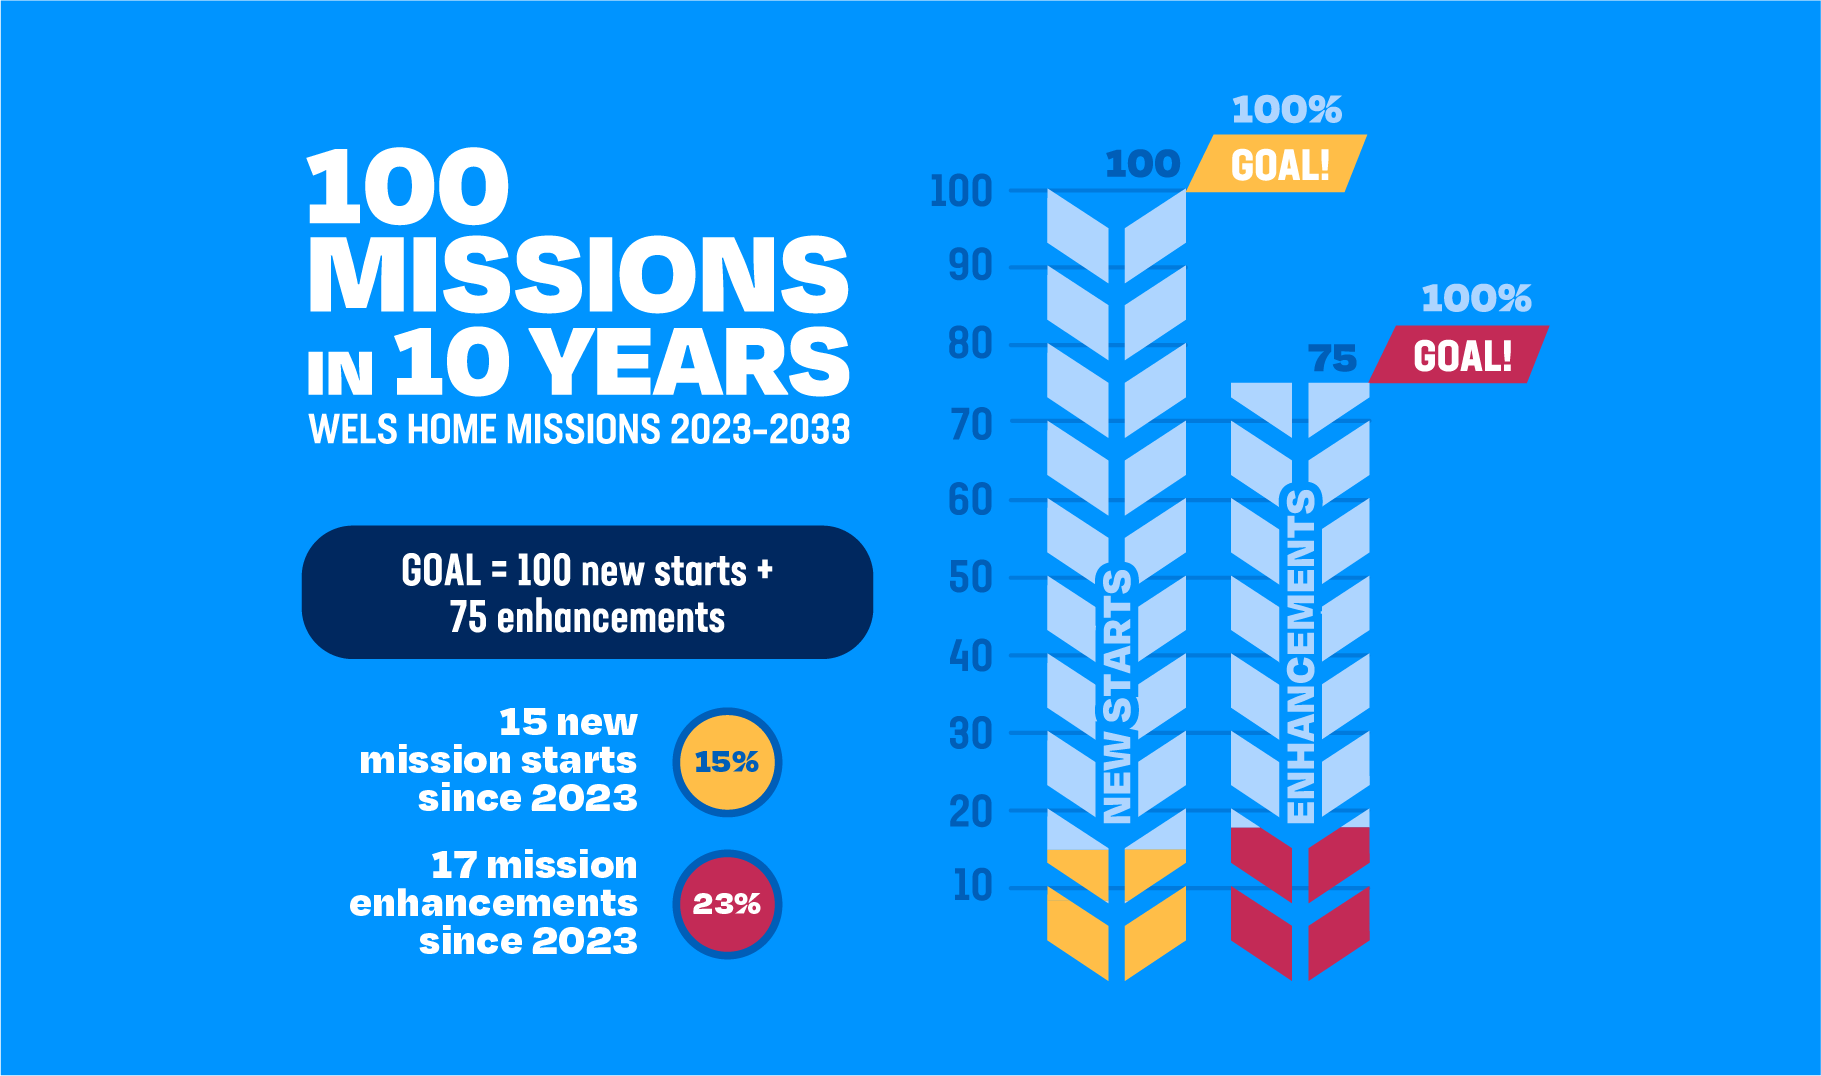 100
MISSIONS
IN 10 YEARS
WELS HOME MISSIONS 2023-2033
GOAL = 100 new starts +
75 enhancements
15 new
mission starts
since 2023
15%
17 mission
enhancements
since 2023
23%
100%
GOAL!
100
100%
GOAL!
75
100
90
80
70
60
50
40
30
20
10
NEW STARTS
ENHANCEMENTS